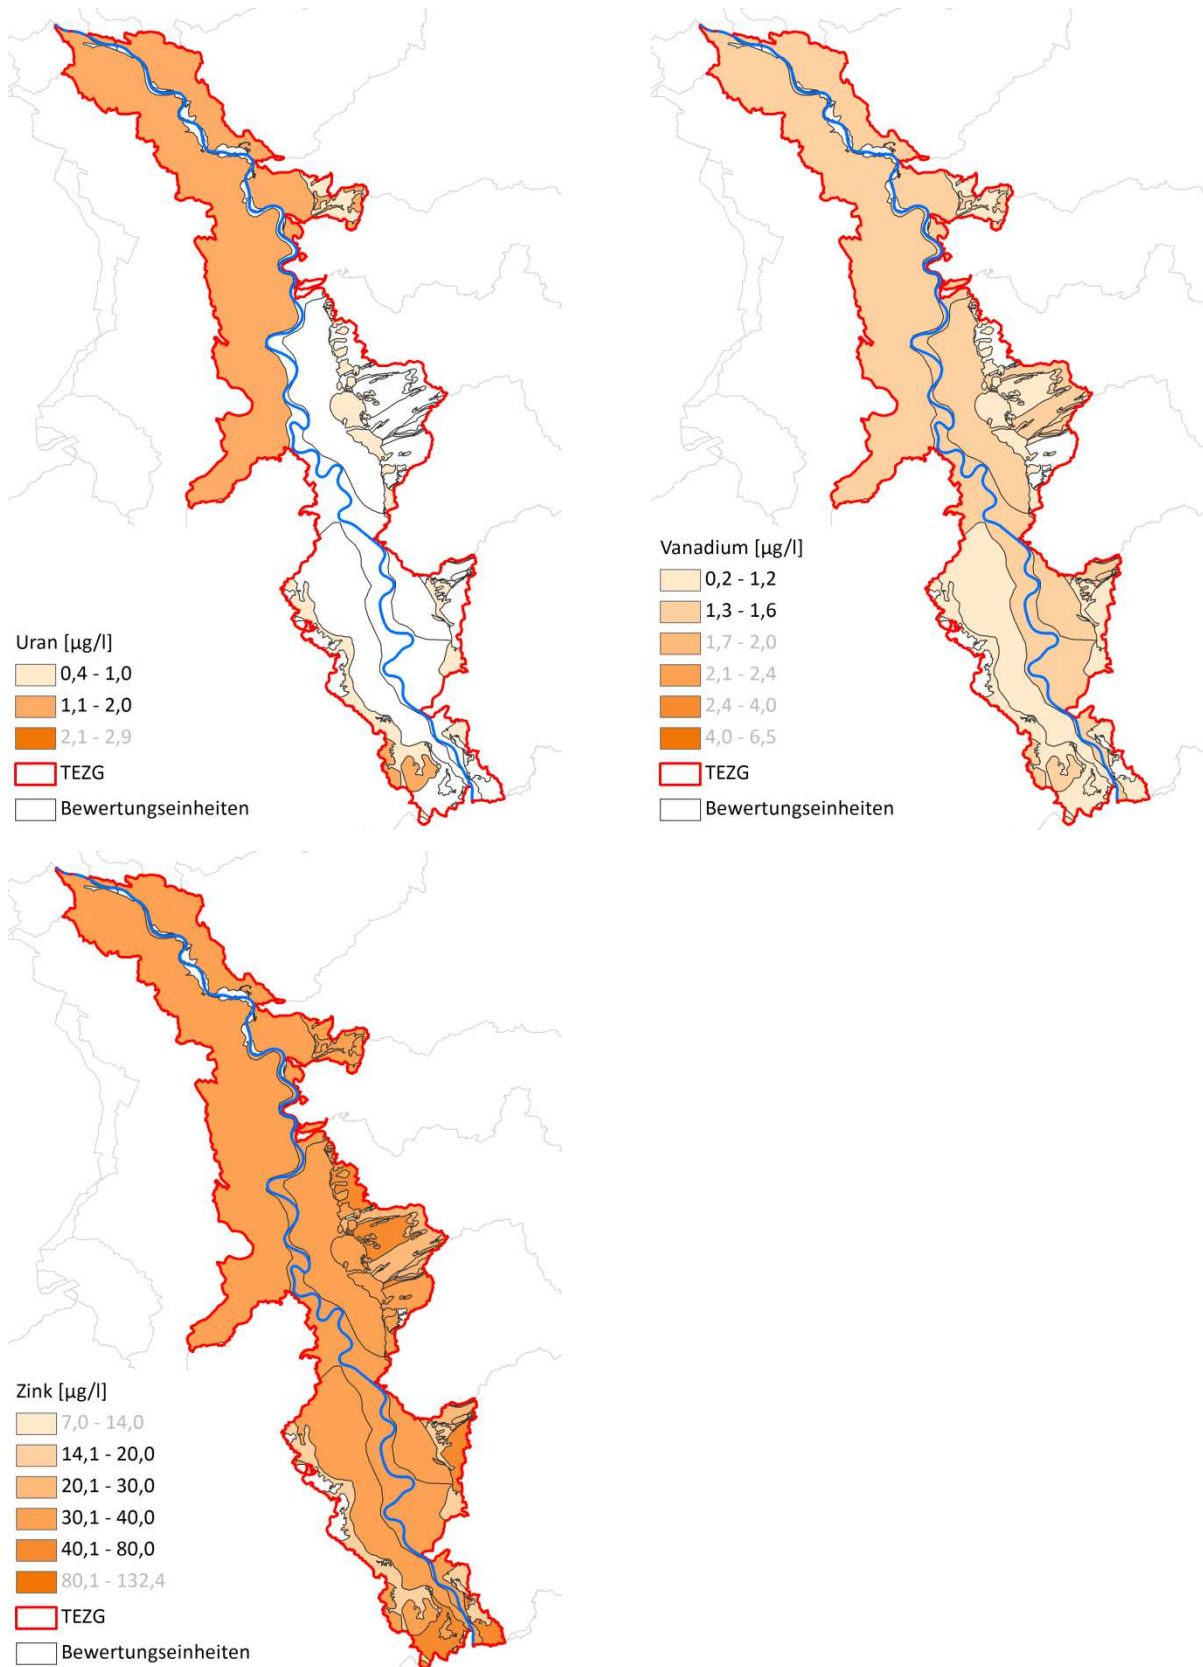 Uran [µg/l]
0,4 - 1,0
1,1 - 2,0
2,1 - 2,9
TEZG
Bewertungseinheiten
Vanadium [µg/l]
0,2 - 1,2
1,3 - 1,6
1,7 - 2,0
2,1 - 2,4
2,4 - 4,0
4,0 - 6,5
TEZG
Bewertungseinheiten
Zink [µg/l]
7,0 - 14,0
14,1 - 20,0
20,1 - 30,0
30,1 - 40,0
40,1 - 80,0
80,1 - 132,4
TEZG
Bewertungseinheiten